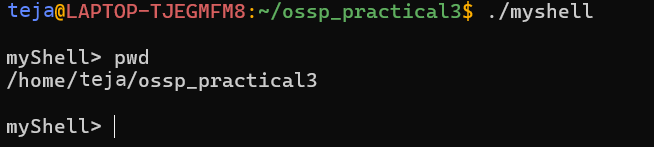 teja@LAPTOP-TJEGMFM8:~/ossp_practical3$ ./myshell
myShell> pwd
/home/teja/ossp_practical3
myShell>